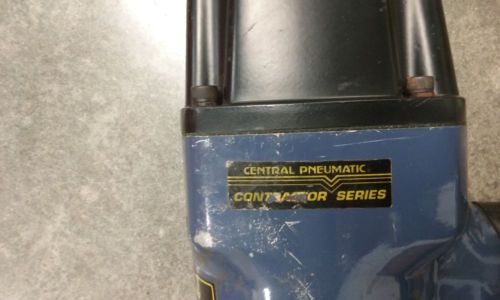 CENTRAL PNEUMATIC
CONTRACTOR SERIES